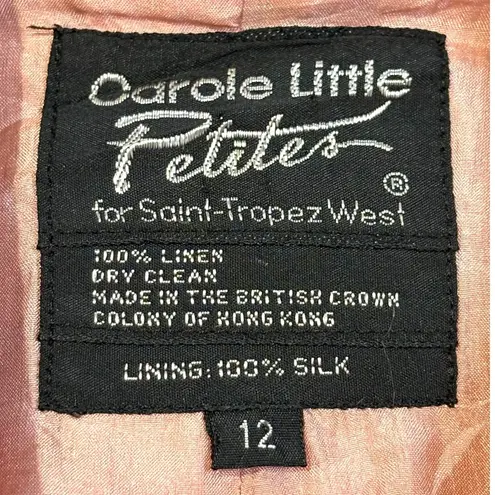 Carole Little
Petites
®
for Saint-Tropez West
100% LINEN
DRY CLEAN
MADE IN THE BRITISH CROWN
COLONY OF HONG KONG
LINING: 100% SILK
12